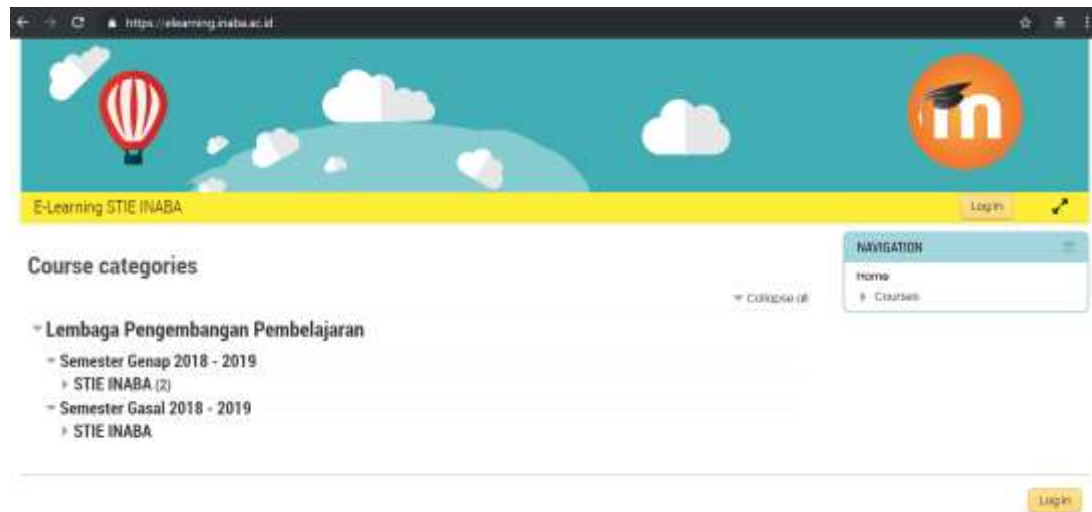 https://elearning.inaba.ac.id
m
E-Learning STIE INABA
Log in
NAVIGATION
Home
Courses
Course categories
Collapse all
Lembaga Pengembangan Pembelajaran
Semester Genap 2018 - 2019
STIE INABA (2)
Semester Gasal 2018 - 2019
STIE INABA
Log in